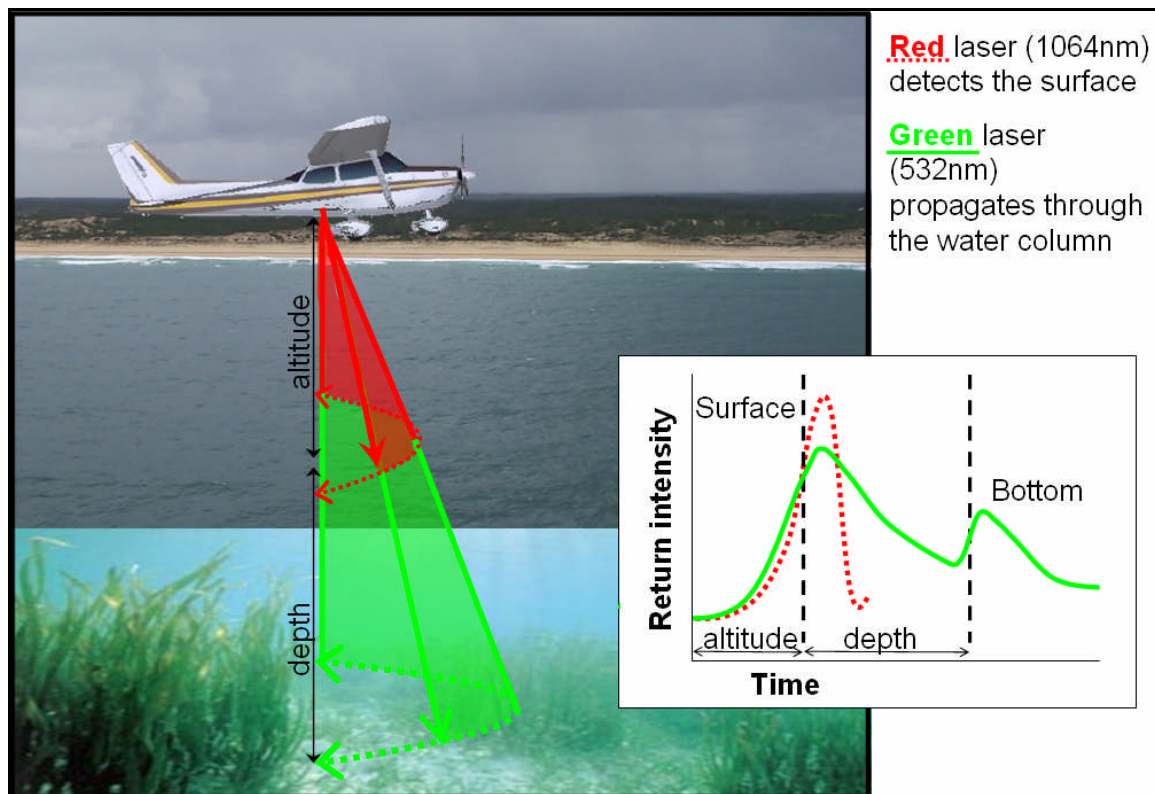 Red laser (1064nm)
detects the surface
Green laser
(532nm)
propagates through
the water column
altitude
depth
Return intensity
Surface
Bottom
altitude
depth
Time